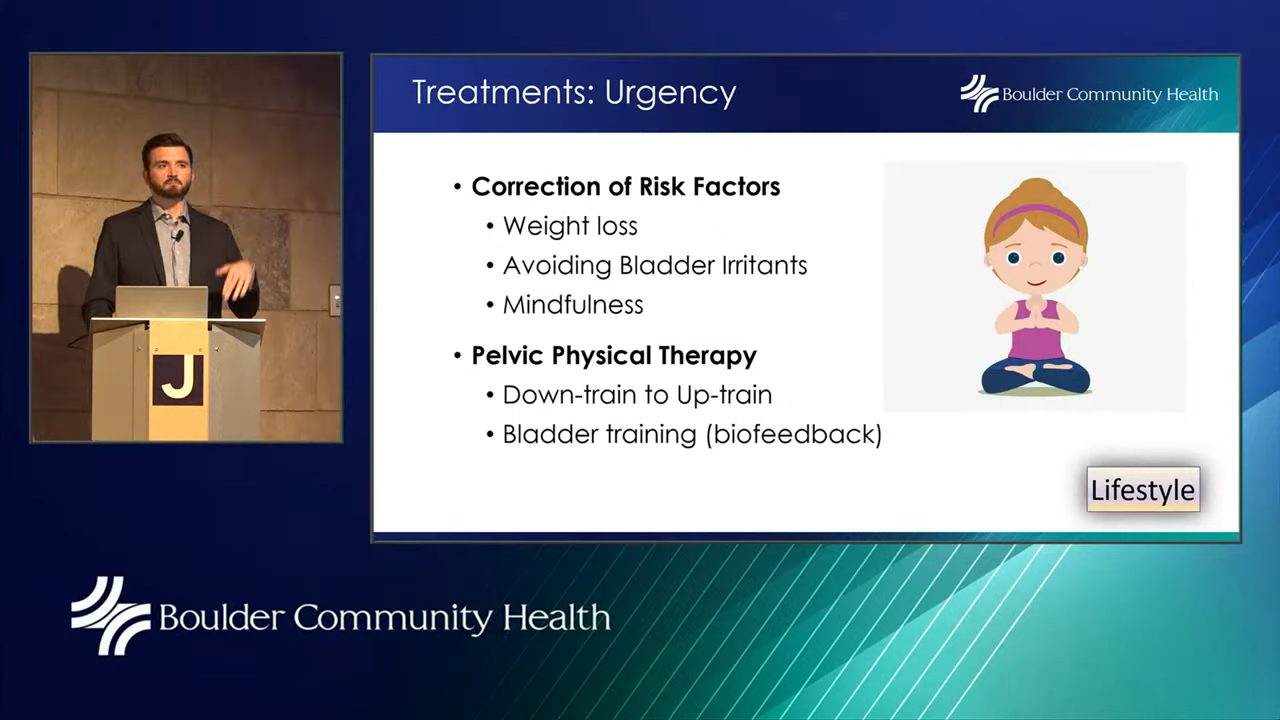 Treatments: Urgency
Boulder Community Health
• Correction of Risk Factors
• Weight loss
• Avoiding Bladder Irritants
• Mindfulness
• Pelvic Physical Therapy
• Down-train to Up-train
• Bladder training (biofeedback)
Lifestyle
J
Boulder Community Health